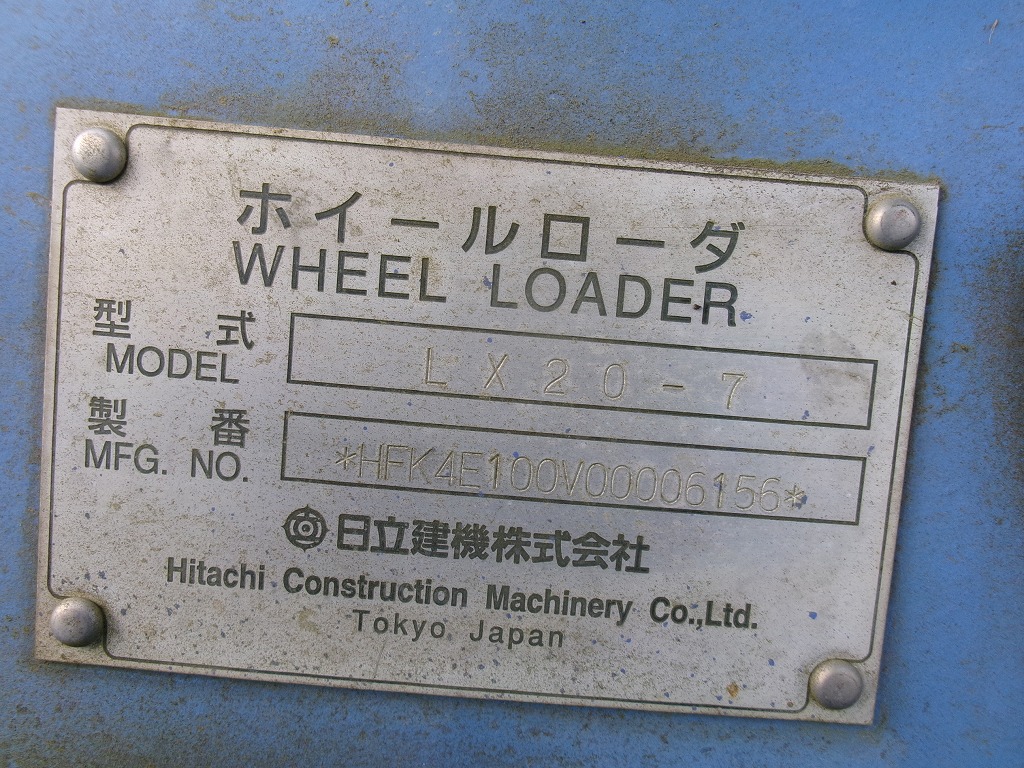 ホイールローダ
WHEEL LOADER
型式 LX20-7
MODEL
製番 *HFK4E100V00006156*
MFG. NO.
日立建機株式会社
Hitachi Construction Machinery Co.,Ltd.
Tokyo Japan